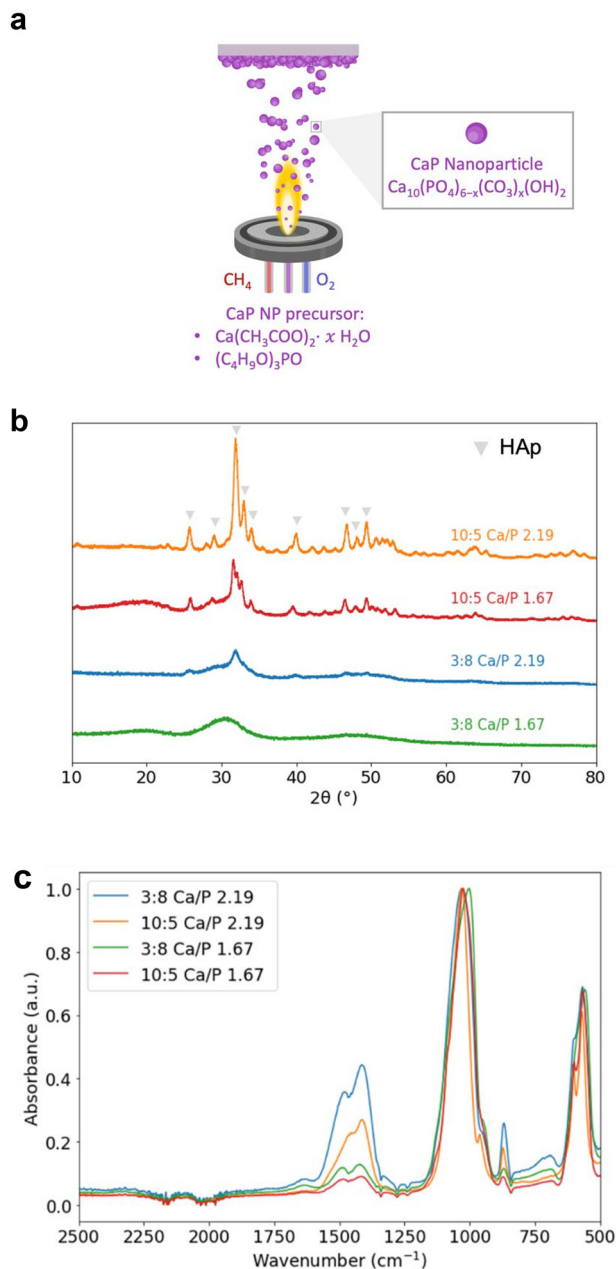 a
CaP Nanoparticle
Ca10(PO4)6−x(CO3)x(OH)2
CH4
O2
CaP NP precursor:
• Ca(CH3COO)2· x H2O
• (C4H9O)3PO
b
HAp
10:5 Ca/P 2.19
10:5 Ca/P 1.67
3:8 Ca/P 2.19
3:8 Ca/P 1.67
10 20 30 40 50 60 70 80
2θ (°)
c
3:8 Ca/P 2.19
10:5 Ca/P 2.19
3:8 Ca/P 1.67
10:5 Ca/P 1.67
1.0
0.8
0.6
0.4
0.2
0.0
Absorbance (a.u.)
2500 2250 2000 1750 1500 1250 1000 750 500
Wavenumber (cm−1)